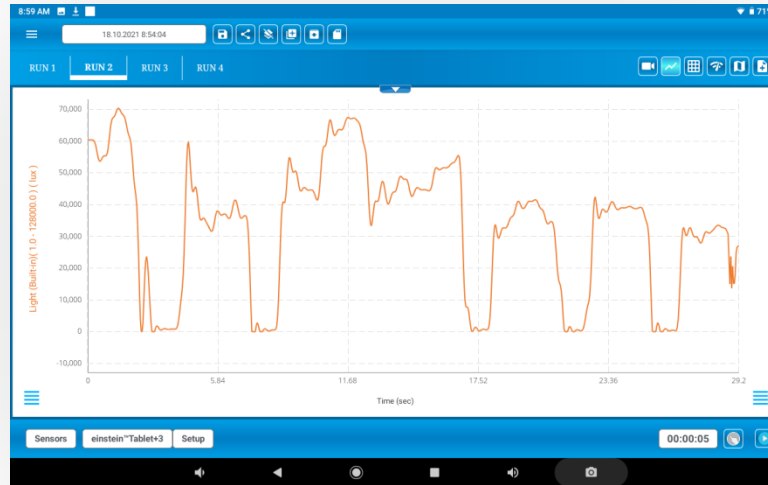 8:59 AM 71%
18.10.2021 8:54:04
RUN 1 RUN 2 RUN 3 RUN 4
Light (Built-in)( 1.0 - 128000.0 ) ( lux )
70,000
60,000
50,000
40,000
30,000
20,000
10,000
0
-10,000
0 5.84 11.68 17.52 23.36 29.2
Time (sec)
Sensors einstein™Tablet+3 Setup 00:00:05